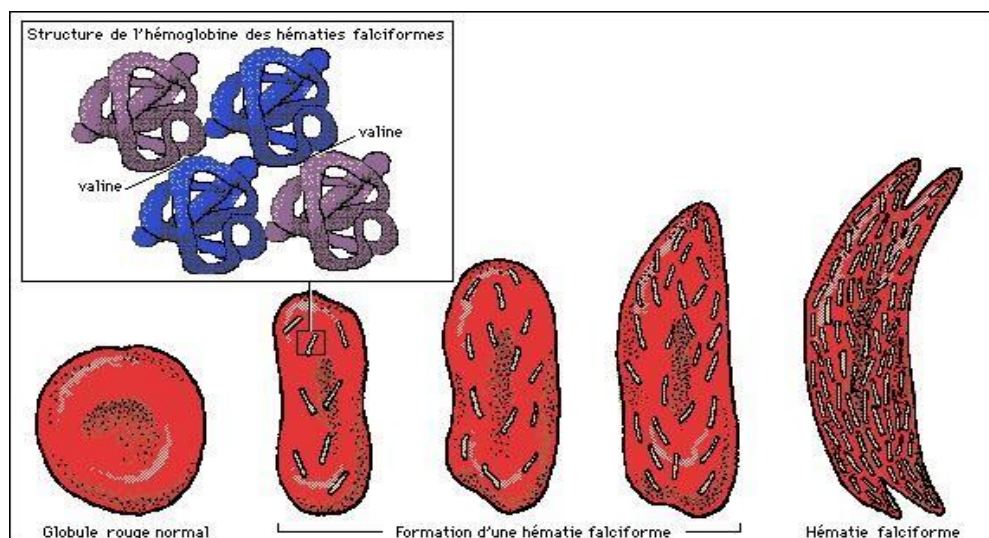 Structure de l'hémoglobine des hématies falciformes
valine
valine
Globule rouge normal
Formation d'une hématie falciforme
Hématie falciforme